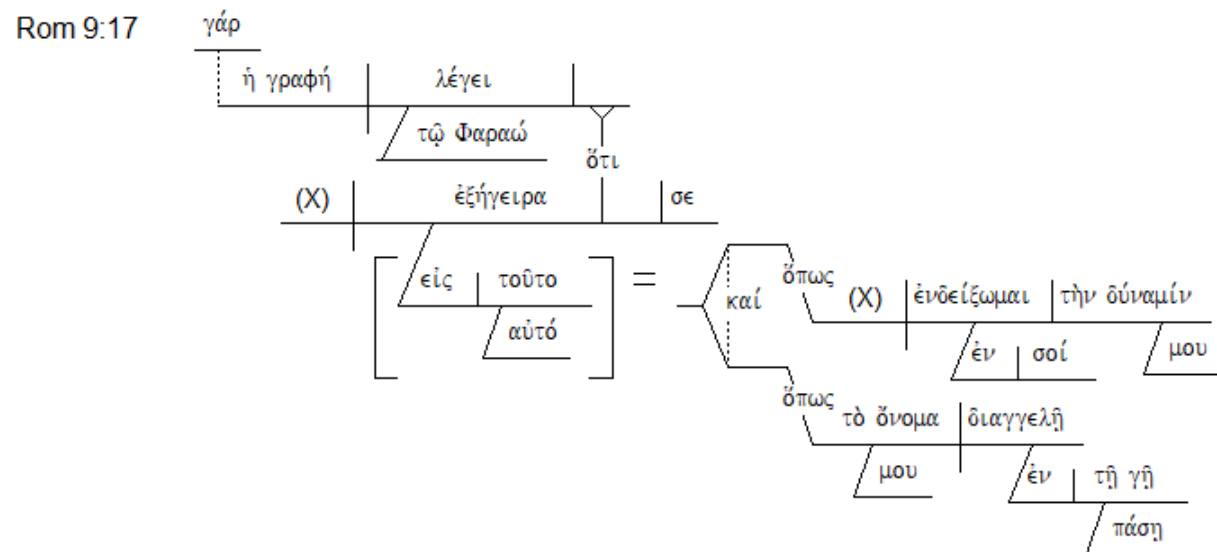 Rom 9:17
γάρ
ἡ γραφή λέγει
τῷ Φαραώ
ὅτι
(X) ἐξήγειρα σε
εἰς τοῦτο
αὐτό
=
καί
ὅπως (X) ἐνδείξωμαι τὴν δύναμίν
ἐν σοί μου
ὅπως τὸ ὄνομα διαγγελῇ
μου ἐν τῇ γῇ
πάσῃ